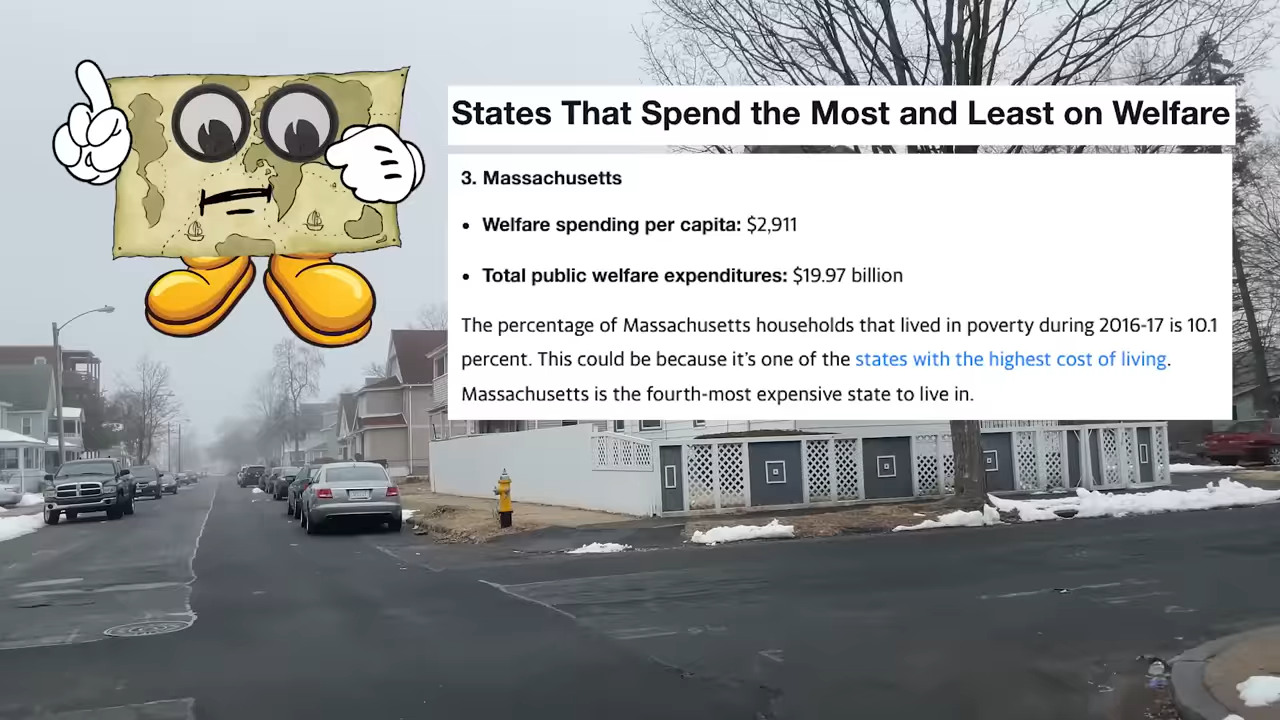 States That Spend the Most and Least on Welfare
3. Massachusetts
• Welfare spending per capita: $2,911
• Total public welfare expenditures: $19.97 billion
The percentage of Massachusetts households that lived in poverty during 2016-17 is 10.1
percent. This could be because it's one of the states with the highest cost of living.
Massachusetts is the fourth-most expensive state to live in.